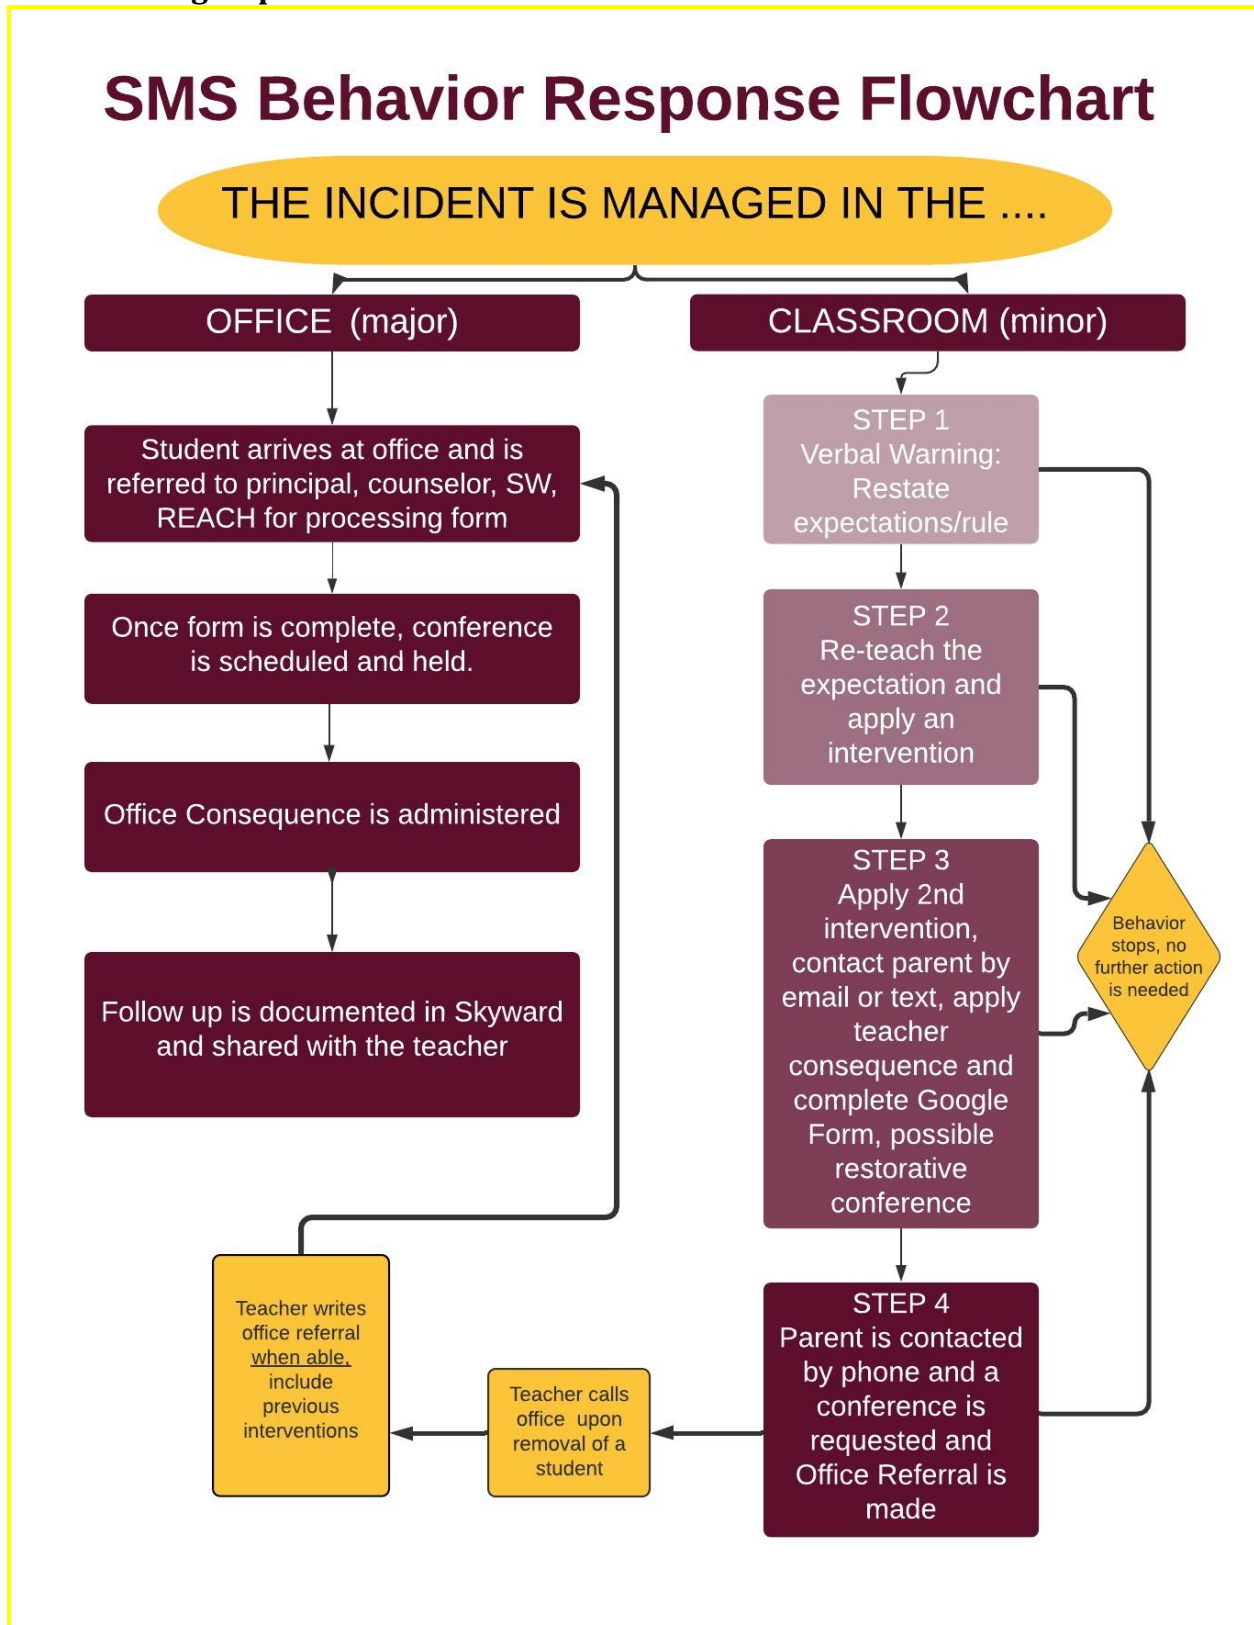 SMS Behavior Response Flowchart
THE INCIDENT IS MANAGED IN THE ....
OFFICE (major)
Student arrives at office and is
referred to principal, counselor, SW,
REACH for processing form
Once form is complete, conference
is scheduled and held.
Office Consequence is administered
Follow up is documented in Skyward
and shared with the teacher
CLASSROOM (minor)
STEP 1
Verbal Warning:
Restate
expectations/rule
STEP 2
Re-teach the
expectation and
apply an
intervention
STEP 3
Apply 2nd
intervention,
contact parent by
email or text, apply
teacher
consequence and
complete Google
Form, possible
restorative
conference
STEP 4
Parent is contacted
by phone and a
conference is
requested and
Office Referral is
made
Behavior
stops, no
further action
is needed
Teacher calls
office upon
removal of a
student
Teacher writes
office referral
when able,
include
previous
interventions